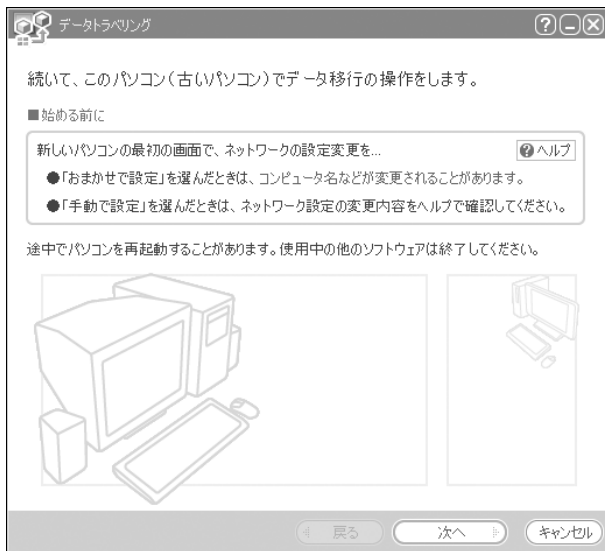 データトラベリング
続いて、このパソコン(古いパソコン)でデータ移行の操作をします。
■始める前に
新しいパソコンの最初の画面で、ネットワークの設定変更を...
ヘルプ
●「おまかせで設定」を選んだときは、コンピュータ名などが変更されることがあります。
●「手動で設定」を選んだときは、ネットワーク設定の変更内容をヘルプで確認してください。
途中でパソコンを再起動することがあります。使用中の他のソフトウェアは終了してください。
戻る
次へ
キャンセル